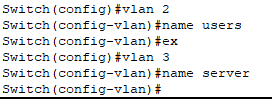 Switch(config)#vlan 2
Switch(config-vlan)#name users
Switch(config-vlan)#ex
Switch(config)#vlan 3
Switch(config-vlan)#name server
Switch(config-vlan)#